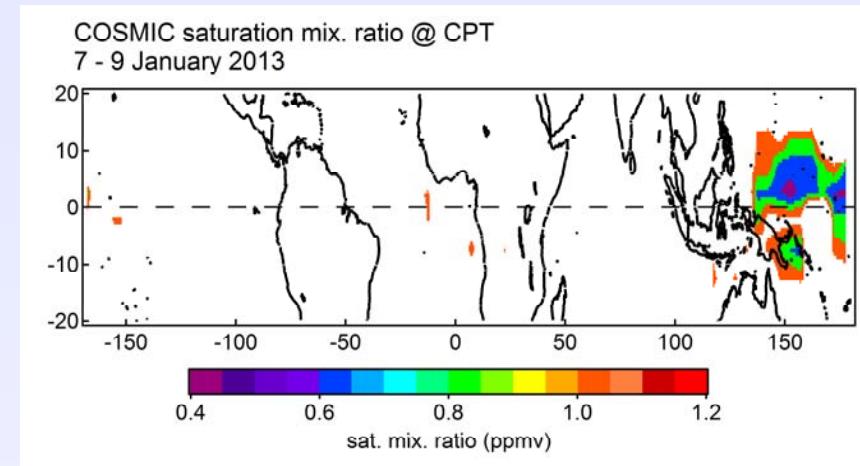 COSMIC saturation mix. ratio @ CPT
7 - 9 January 2013
20
10
0
-10
-20
-150 -100 -50 0 50 100 150
0.4 0.6 0.8 1.0 1.2
sat. mix. ratio (ppmv)